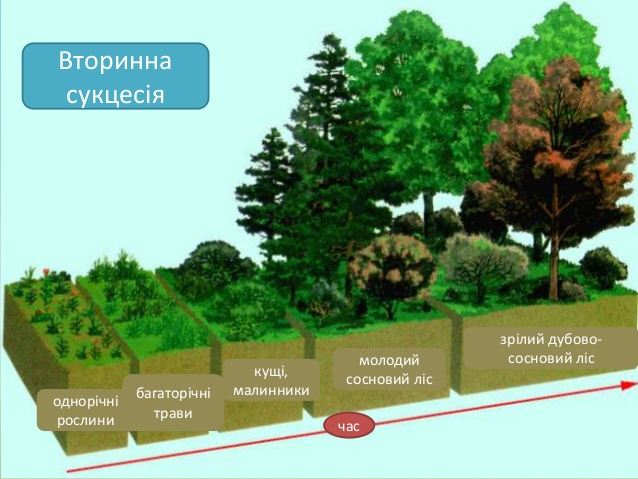 Вторинна
сукцесія
однорічні
рослини
багаторічні
трави
кущі,
малинники
молодий
сосновий ліс
зрілий дубово-
сосновий ліс
час